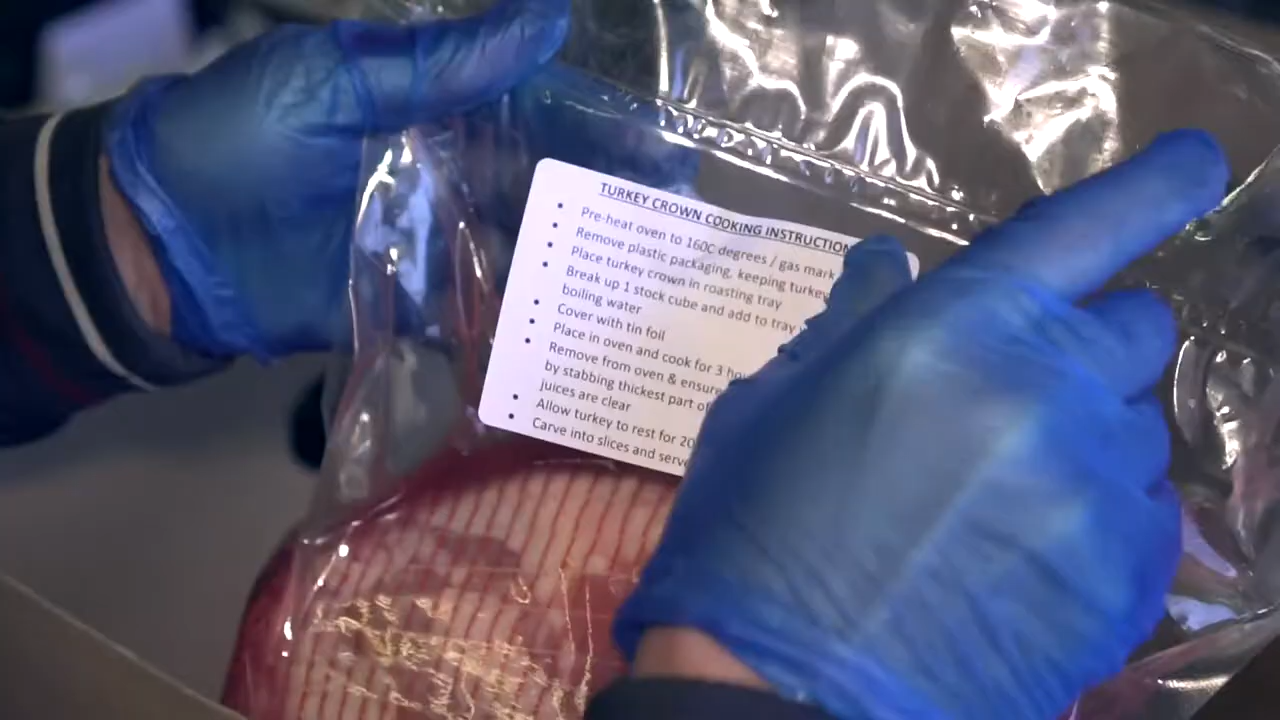 TURKEY CROWN COOKING INSTRUCTION
• Pre-heat oven to 160C degrees / gas mark
• Remove plastic packaging, keeping turkey
• Place turkey crown in roasting tray
Break up 1 stock cube and add to tray
boiling water
• Cover with tin foil
• Place in oven and cook for 3
• Remove from oven & ensure
by stabbing thickest part of
juices are clear
• Allow turkey to rest for 20
• Carve into slices and serve